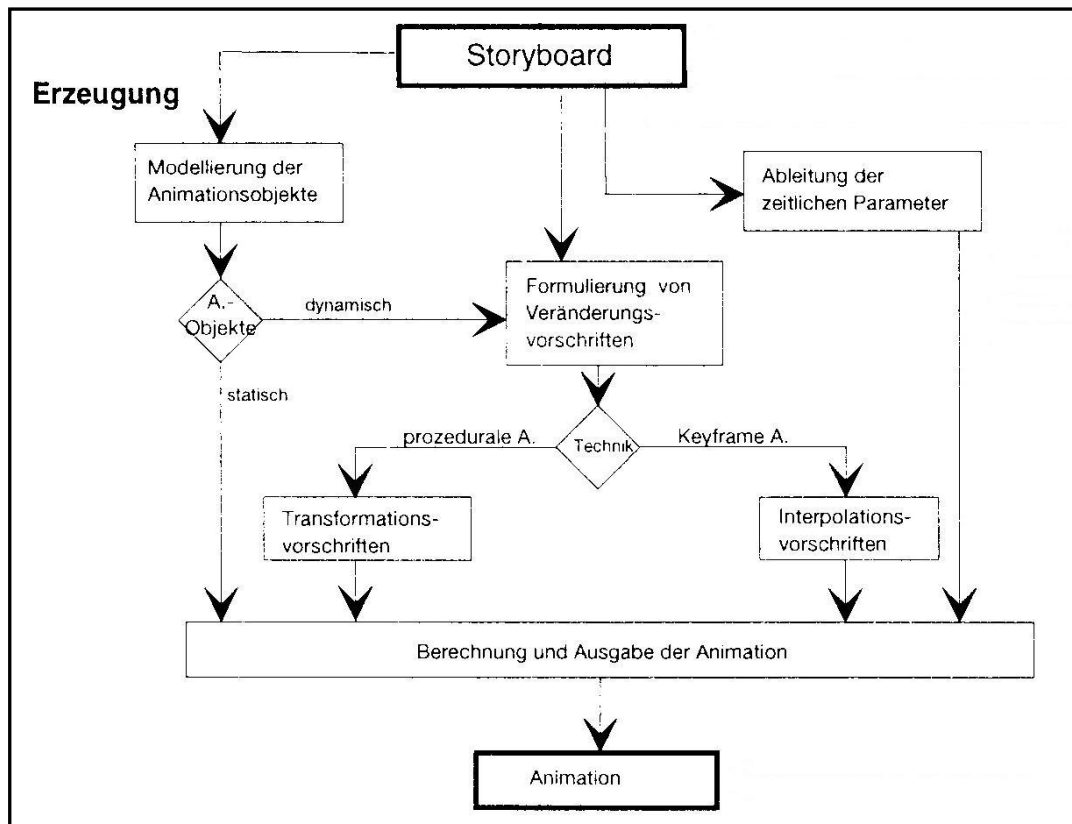 Storyboard
Erzeugung
Modellierung der
Animationsobjekte
Ableitung der
zeitlichen Parameter
A.-
Objekte
dynamisch
Formulierung von
Veränderungs-
vorschriften
statisch
prozedurale A.
Technik
Keyframe A.
Transformations-
vorschriften
Interpolations-
vorschriften
Berechnung und Ausgabe der Animation
Animation